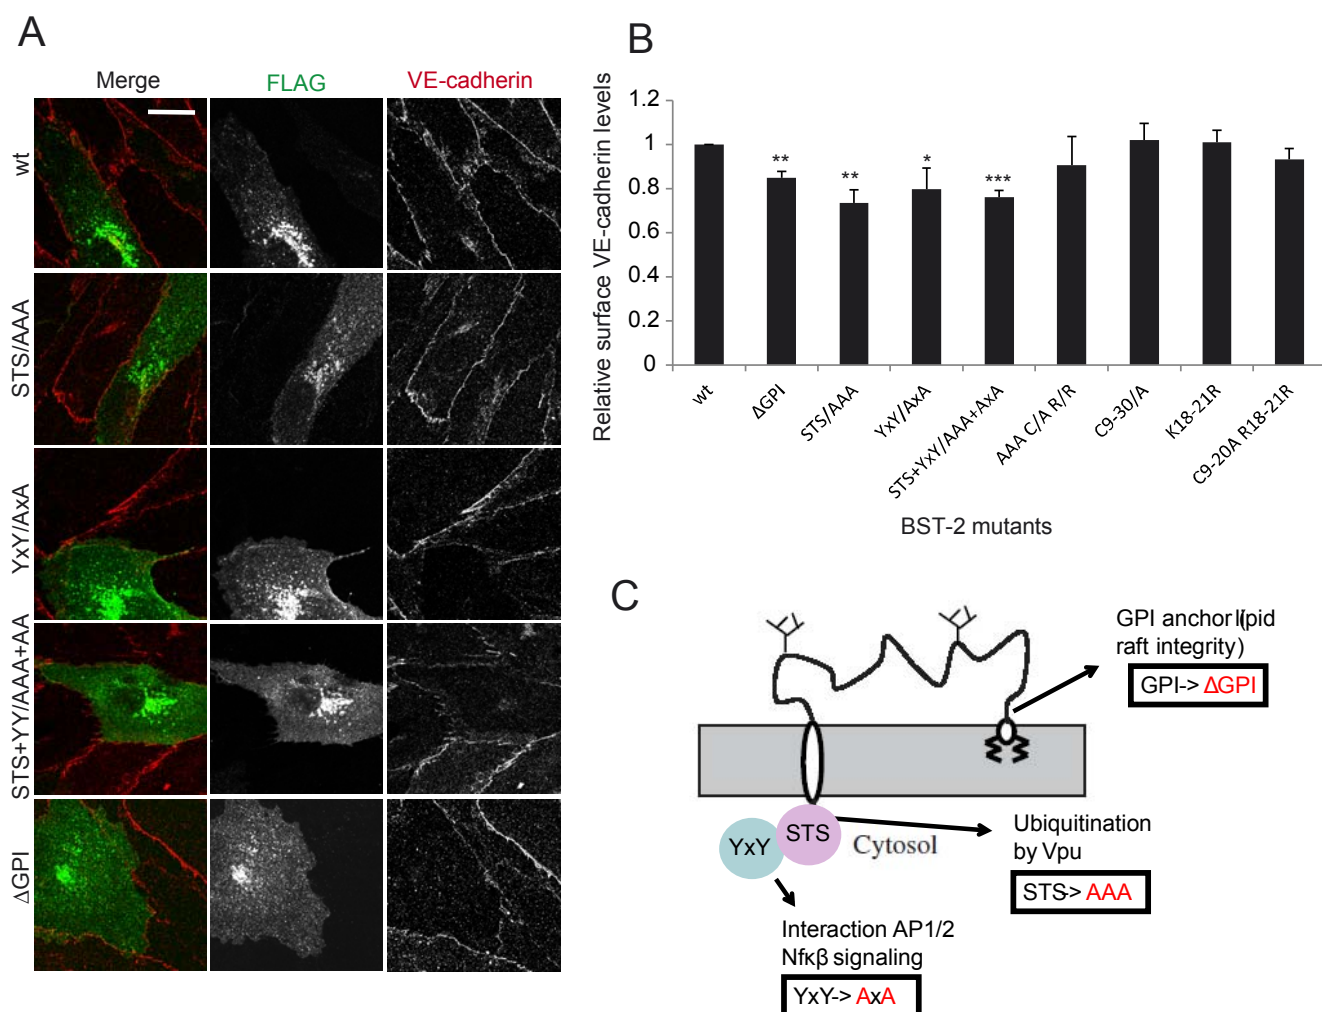 A
Merge
FLAG
VE-cadherin
wt
STS/AAA
YxY/AxA
STS+YY/AAA+AA
ΔGPI
B
Relative surface VE-cadherin levels
1.2
1
0.8
0.6
0.4
0.2
0
**
**
*
***
wt
ΔGPI
STS/AAA
YxY/AxA
STS+YxY/AAA+AxA
AAA C/A R/R
C9-30/A
K18-21R
C9-20A R18-21R
BST-2 mutants
C
GPI anchor l(pid
raft integrity)
GPI-> ΔGPI
YxY
STS
Cytosol
Ubiquitination
by Vpu
STS-> AAA
Interaction AP1/2
Nfκβ signaling
YxY-> AxA